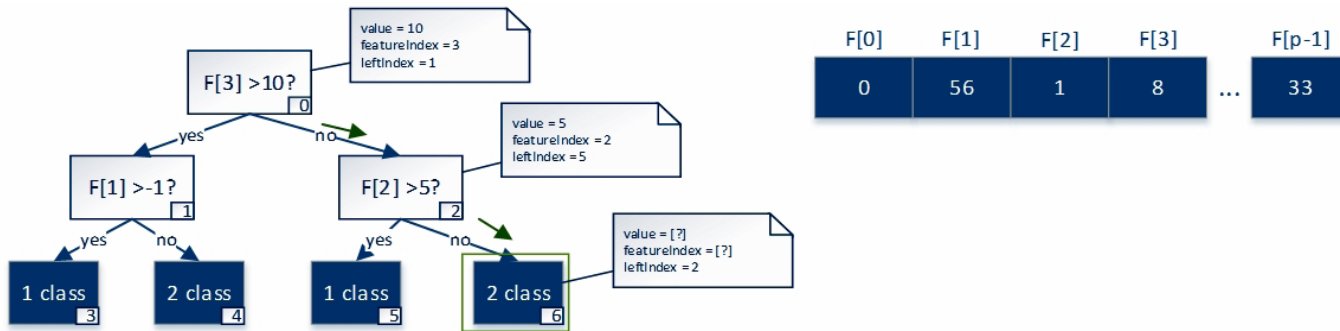 value = 10
featureIndex = 3
leftIndex = 1
F[3] >10?
0
yes
no
value = 5
featureIndex = 2
leftIndex = 5
F[1] >-1?
1
F[2] >5?
2
yes
no
yes
no
value = [?]
featureIndex = [?]
leftIndex = 2
1 class
3
2 class
4
1 class
5
2 class
6
F[0] F[1] F[2] F[3] F[p-1]
0 56 1 8 ... 33